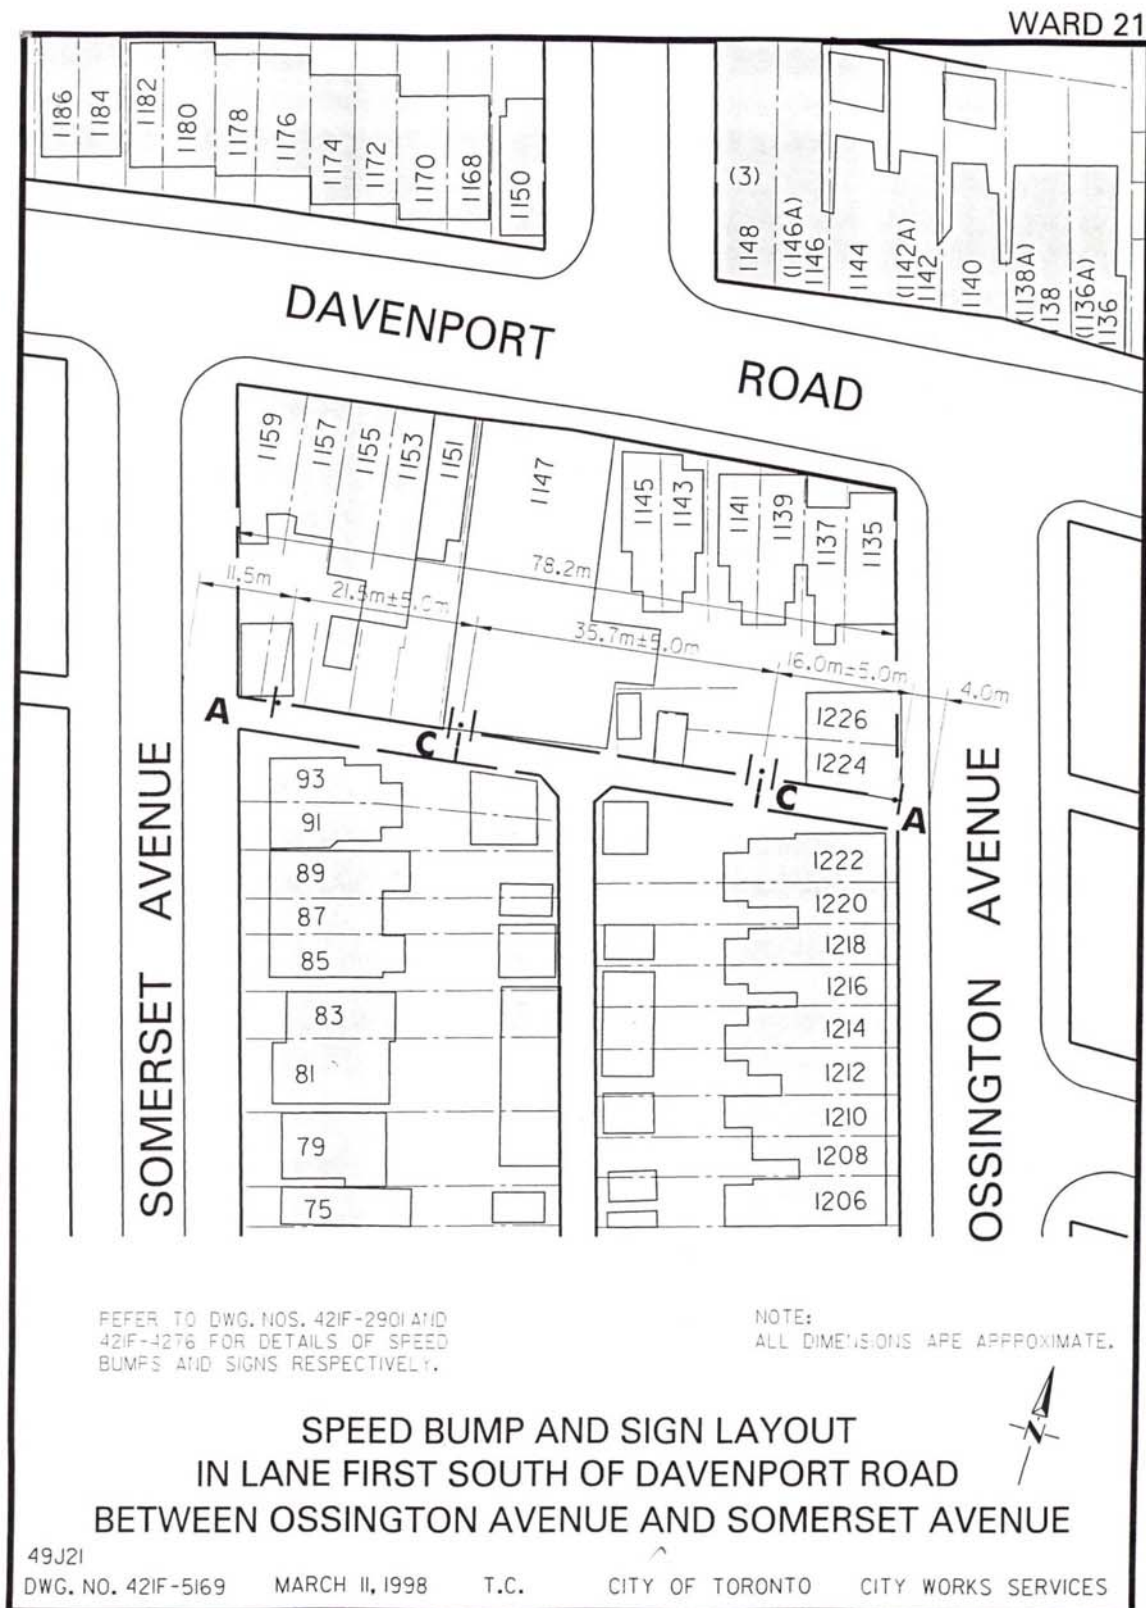 WARD 21
1186
1184
1182
1180
1178
1176
1174
1172
1170
1168
1150
(3)
1148
(1146A)
1146
1144
(1142A)
1142
1140
(1138A)
1138
(1136A)
1136
DAVENPORT ROAD
1159
1157
1155
1153
1151
1147
1145
1143
1141
1139
1137
1135
78.2m
11.5m
21.5m±5.0m
35.7m±5.0m
16.0m±5.0m
4.0m
A
C
C
A
1226
1224
93
91
89
87
85
83
81
79
75
1222
1220
1218
1216
1214
1212
1210
1208
1206
SOMERSET AVENUE
OSSINGTON AVENUE
REFER TO DWG. NOS. 421F-2901 AND
421F-4276 FOR DETAILS OF SPEED
BUMPS AND SIGNS RESPECTIVELY.
NOTE:
ALL DIMENSIONS ARE APPROXIMATE.
N
SPEED BUMP AND SIGN LAYOUT
IN LANE FIRST SOUTH OF DAVENPORT ROAD
BETWEEN OSSINGTON AVENUE AND SOMERSET AVENUE
49J21
DWG. NO. 421F-5169 MARCH 11, 1998 T.C. CITY OF TORONTO CITY WORKS SERVICES